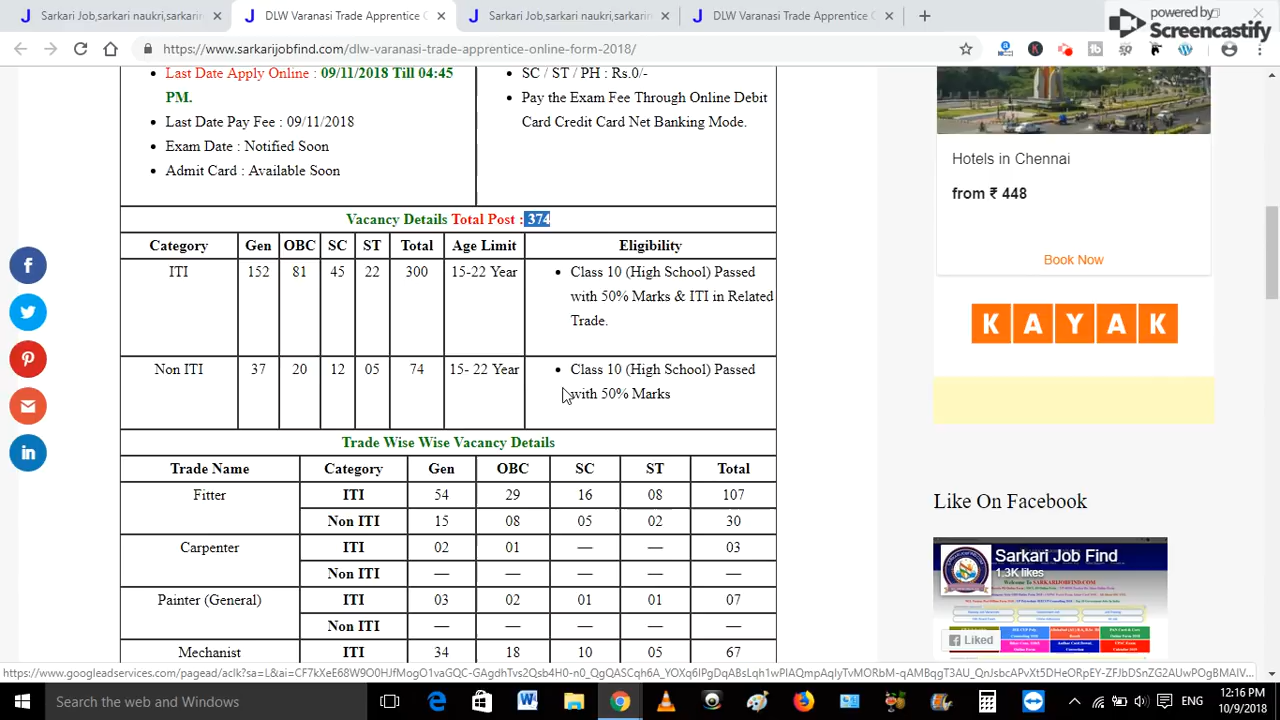 Sarkari Job,sarkari naukri,sarkari
DLW Varanasi Trade Apprentice O
Sarkari Job,sarkari naukri,sarkari
DLW Varanasi Trade Apprentice O
powered by
Screencastify
https://www.sarkarijobfind.com/dlw-varanasi-trade-apprentice-online-form-2018/
Last Date Apply Online : 09/11/2018 Till 04:45
PM.
Last Date Pay Fee : 09/11/2018
Exam Date : Notified Soon
Admit Card : Available Soon
SC / ST / PH : Rs.0/-
Pay the Exam Fee Through Online Debit
Card Credit Card Net Banking Mode.
Vacancy Details Total Post : 374
Category Gen OBC SC ST Total Age Limit Eligibility
ITI 152 81 45 22 300 15-22 Year Class 10 (High School) Passed
with 50% Marks & ITI in Related
Trade.
Non ITI 37 20 12 05 74 15- 22 Year Class 10 (High School) Passed
with 50% Marks
Trade Wise Wise Vacancy Details
Trade Name Category Gen OBC SC ST Total
Fitter ITI 54 29 16 08 107
Non ITI 15 08 05 02 30
Carpenter ITI 02 01 — — 03
Non ITI — — — — —
Painter (General) ITI 03 02 01 01 07
Non ITI — — — — —
Mechanist ITI 34 18 10 05 67
Hotels in Chennai
from ₹ 448
Book Now
KAYAK
Like On Facebook
Sarkari Job Find
1.3K likes
Liked
Search the web and Windows
ENG
12:16 PM
10/9/2018